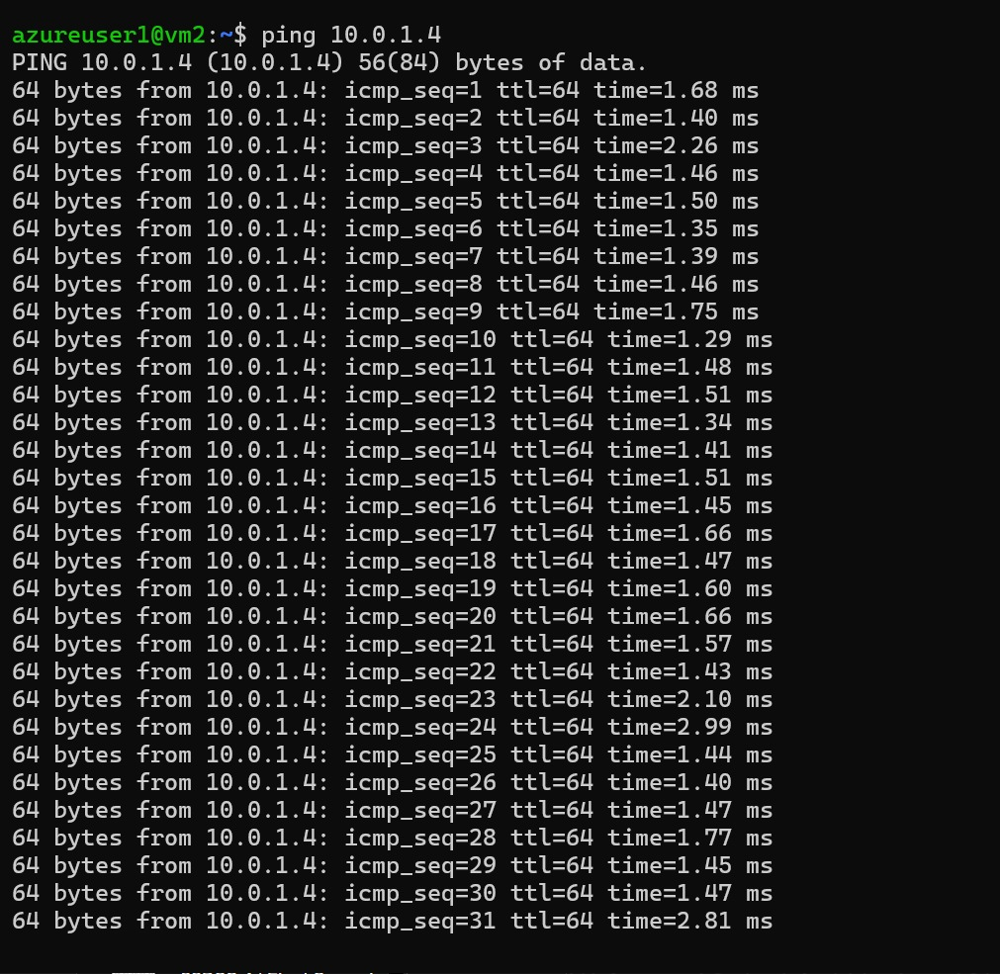 azureuser1@vm2:~$ ping 10.0.1.4
PING 10.0.1.4 (10.0.1.4) 56(84) bytes of data.
64 bytes from 10.0.1.4: icmp_seq=1 ttl=64 time=1.68 ms
64 bytes from 10.0.1.4: icmp_seq=2 ttl=64 time=1.40 ms
64 bytes from 10.0.1.4: icmp_seq=3 ttl=64 time=2.26 ms
64 bytes from 10.0.1.4: icmp_seq=4 ttl=64 time=1.46 ms
64 bytes from 10.0.1.4: icmp_seq=5 ttl=64 time=1.50 ms
64 bytes from 10.0.1.4: icmp_seq=6 ttl=64 time=1.35 ms
64 bytes from 10.0.1.4: icmp_seq=7 ttl=64 time=1.39 ms
64 bytes from 10.0.1.4: icmp_seq=8 ttl=64 time=1.46 ms
64 bytes from 10.0.1.4: icmp_seq=9 ttl=64 time=1.75 ms
64 bytes from 10.0.1.4: icmp_seq=10 ttl=64 time=1.29 ms
64 bytes from 10.0.1.4: icmp_seq=11 ttl=64 time=1.48 ms
64 bytes from 10.0.1.4: icmp_seq=12 ttl=64 time=1.51 ms
64 bytes from 10.0.1.4: icmp_seq=13 ttl=64 time=1.34 ms
64 bytes from 10.0.1.4: icmp_seq=14 ttl=64 time=1.41 ms
64 bytes from 10.0.1.4: icmp_seq=15 ttl=64 time=1.51 ms
64 bytes from 10.0.1.4: icmp_seq=16 ttl=64 time=1.45 ms
64 bytes from 10.0.1.4: icmp_seq=17 ttl=64 time=1.66 ms
64 bytes from 10.0.1.4: icmp_seq=18 ttl=64 time=1.47 ms
64 bytes from 10.0.1.4: icmp_seq=19 ttl=64 time=1.60 ms
64 bytes from 10.0.1.4: icmp_seq=20 ttl=64 time=1.66 ms
64 bytes from 10.0.1.4: icmp_seq=21 ttl=64 time=1.57 ms
64 bytes from 10.0.1.4: icmp_seq=22 ttl=64 time=1.43 ms
64 bytes from 10.0.1.4: icmp_seq=23 ttl=64 time=2.10 ms
64 bytes from 10.0.1.4: icmp_seq=24 ttl=64 time=2.99 ms
64 bytes from 10.0.1.4: icmp_seq=25 ttl=64 time=1.44 ms
64 bytes from 10.0.1.4: icmp_seq=26 ttl=64 time=1.40 ms
64 bytes from 10.0.1.4: icmp_seq=27 ttl=64 time=1.47 ms
64 bytes from 10.0.1.4: icmp_seq=28 ttl=64 time=1.77 ms
64 bytes from 10.0.1.4: icmp_seq=29 ttl=64 time=1.45 ms
64 bytes from 10.0.1.4: icmp_seq=30 ttl=64 time=1.47 ms
64 bytes from 10.0.1.4: icmp_seq=31 ttl=64 time=2.81 ms